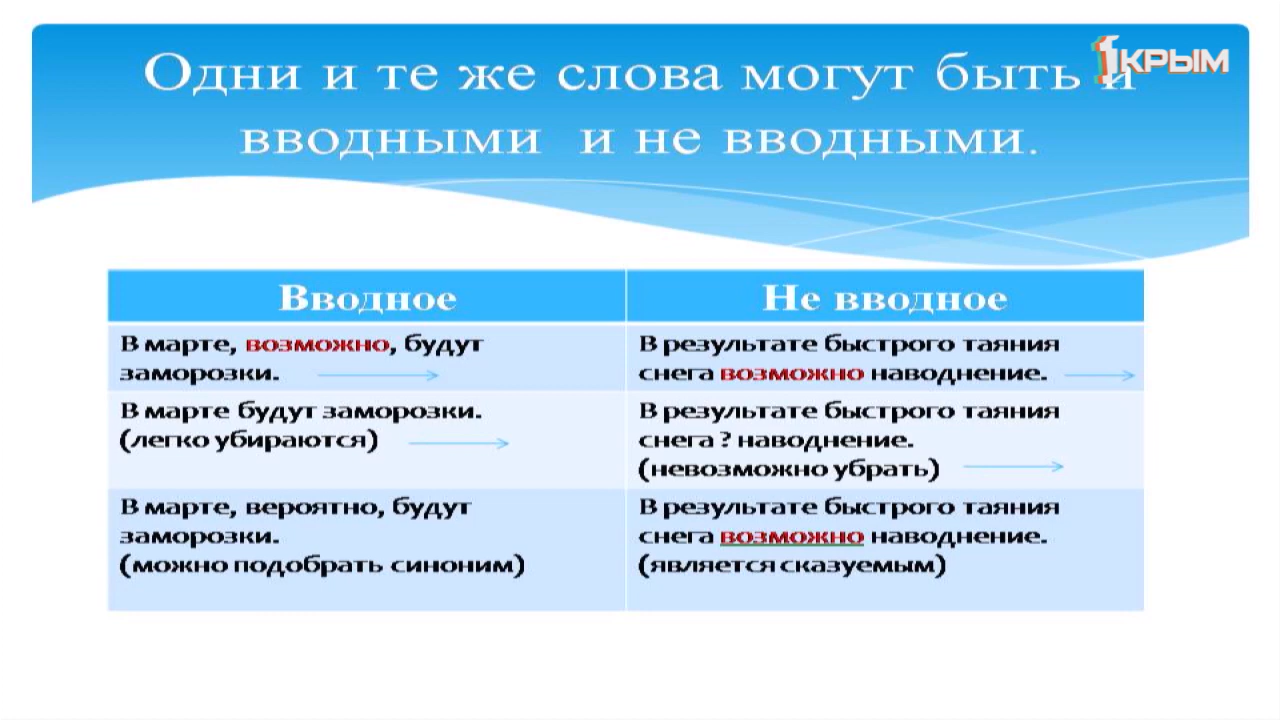 Одни и те же слова могут быть и
вводными и не вводными.
1КРЫМ
Вводное
Не вводное
В марте, возможно, будут
заморозки.
В результате быстрого таяния
снега возможно наводнение.
В марте будут заморозки.
(легко убираются)
В результате быстрого таяния
снега ? наводнение.
(невозможно убрать)
В марте, вероятно, будут
заморозки.
(можно подобрать синоним)
В результате быстрого таяния
снега возможно наводнение.
(является сказуемым)